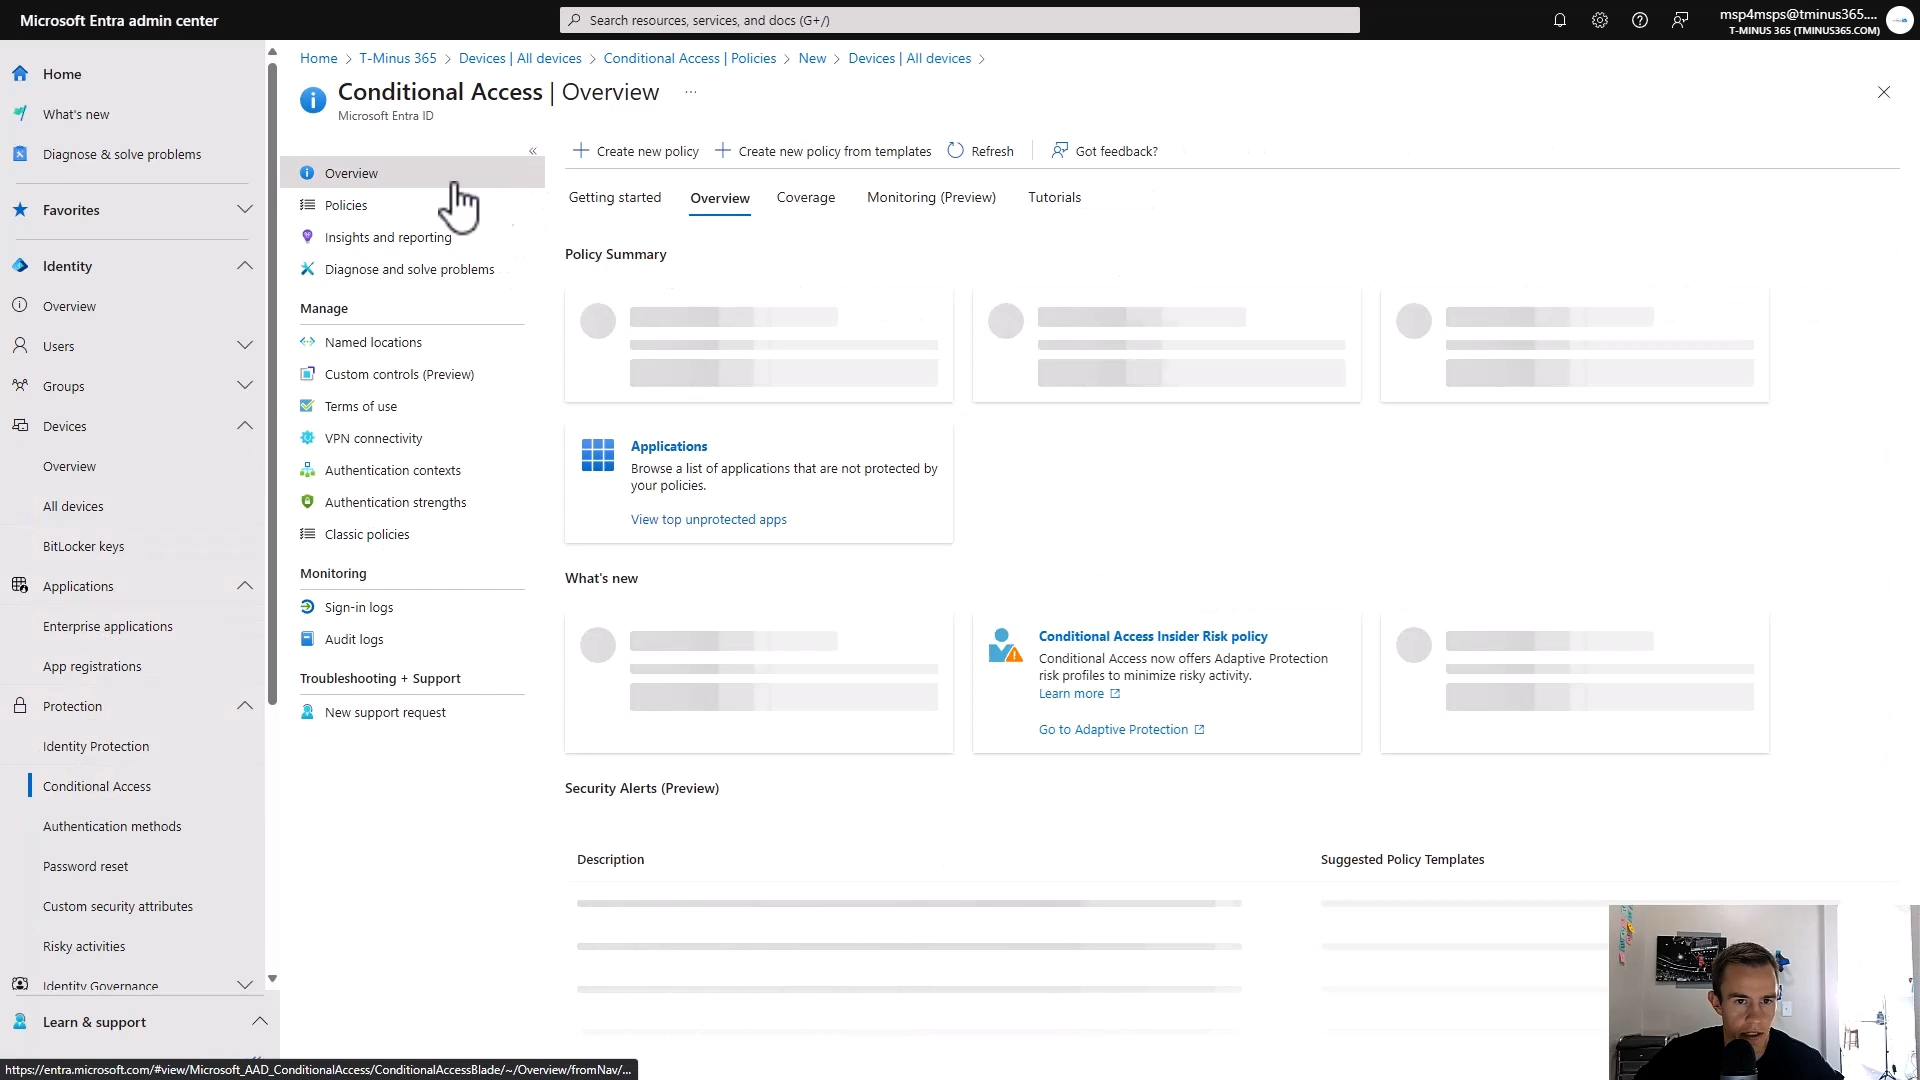 Microsoft Entra admin center
Search resources, services, and docs (G+/)
msp4msps@tminus365....
T-MINUS 365 (TMINUS365.COM)
Home
What's new
Diagnose & solve problems
Favorites
Identity
Overview
Users
Groups
Devices
Overview
All devices
BitLocker keys
Applications
Enterprise applications
App registrations
Protection
Identity Protection
Conditional Access
Authentication methods
Password reset
Custom security attributes
Risky activities
Identity Governance
Learn & support
Home > T-Minus 365 > Devices | All devices > Conditional Access | Policies > New > Devices | All devices >
Conditional Access | Overview ...
Microsoft Entra ID
Overview
Policies
Insights and reporting
Diagnose and solve problems
Manage
Named locations
Custom controls (Preview)
Terms of use
VPN connectivity
Authentication contexts
Authentication strengths
Classic policies
Monitoring
Sign-in logs
Audit logs
Troubleshooting + Support
New support request
Create new policy Create new policy from templates Refresh Got feedback?
Getting started Overview Coverage Monitoring (Preview) Tutorials
Policy Summary
Applications
Browse a list of applications that are not protected by
your policies.
View top unprotected apps
What's new
Conditional Access Insider Risk policy
Conditional Access now offers Adaptive Protection
risk profiles to minimize risky activity.
Learn more
Go to Adaptive Protection
Security Alerts (Preview)
Description Suggested Policy Templates
https://entra.microsoft.com/#view/Microsoft_AAD_ConditionalAccess/ConditionalAccessBlade/~/Overview/fromNav/...